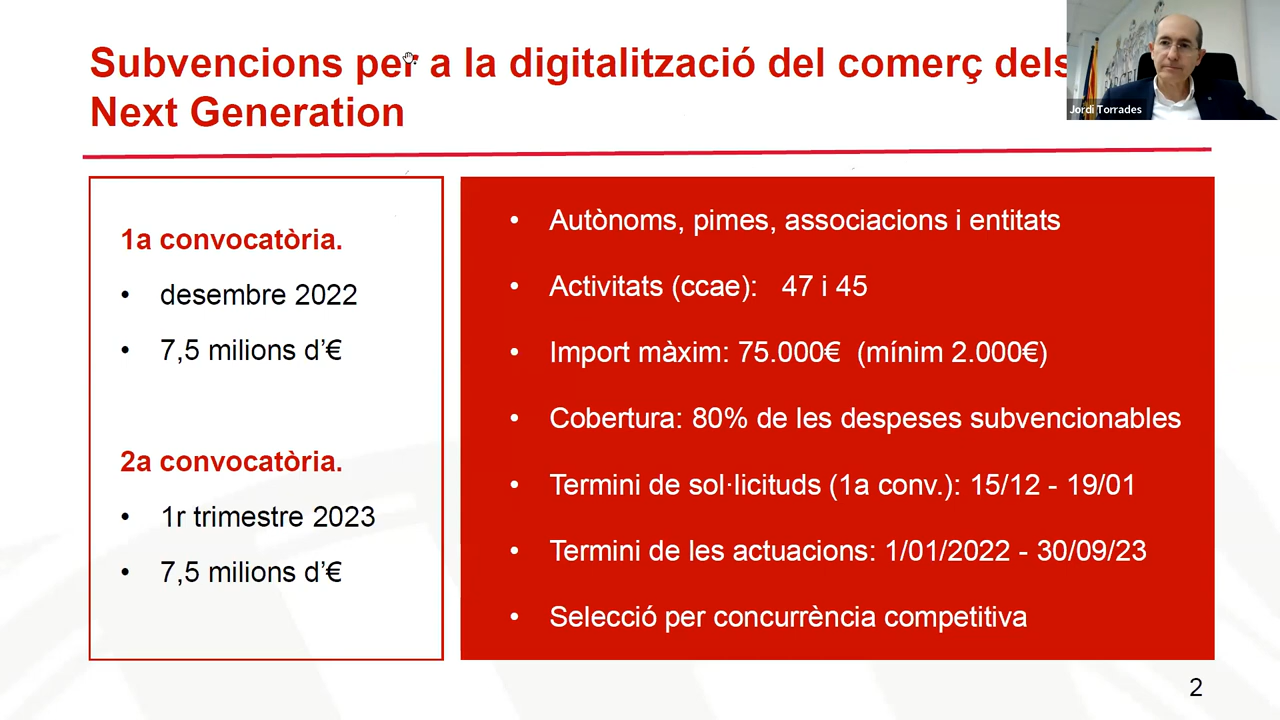 Subvencions per a la digitalització del comerç dels
Next Generation
Jordi Torrades
1a convocatòria.
• desembre 2022
• 7,5 milions d’€
2a convocatòria.
• 1r trimestre 2023
• 7,5 milions d’€
• Autònoms, pimes, associacions i entitats
• Activitats (ccae): 47 i 45
• Import màxim: 75.000€ (mínim 2.000€)
• Cobertura: 80% de les despeses subvencionables
• Termini de sol·licituds (1a conv.): 15/12 - 19/01
• Termini de les actuacions: 1/01/2022 - 30/09/23
• Selecció per concurrència competitiva
2